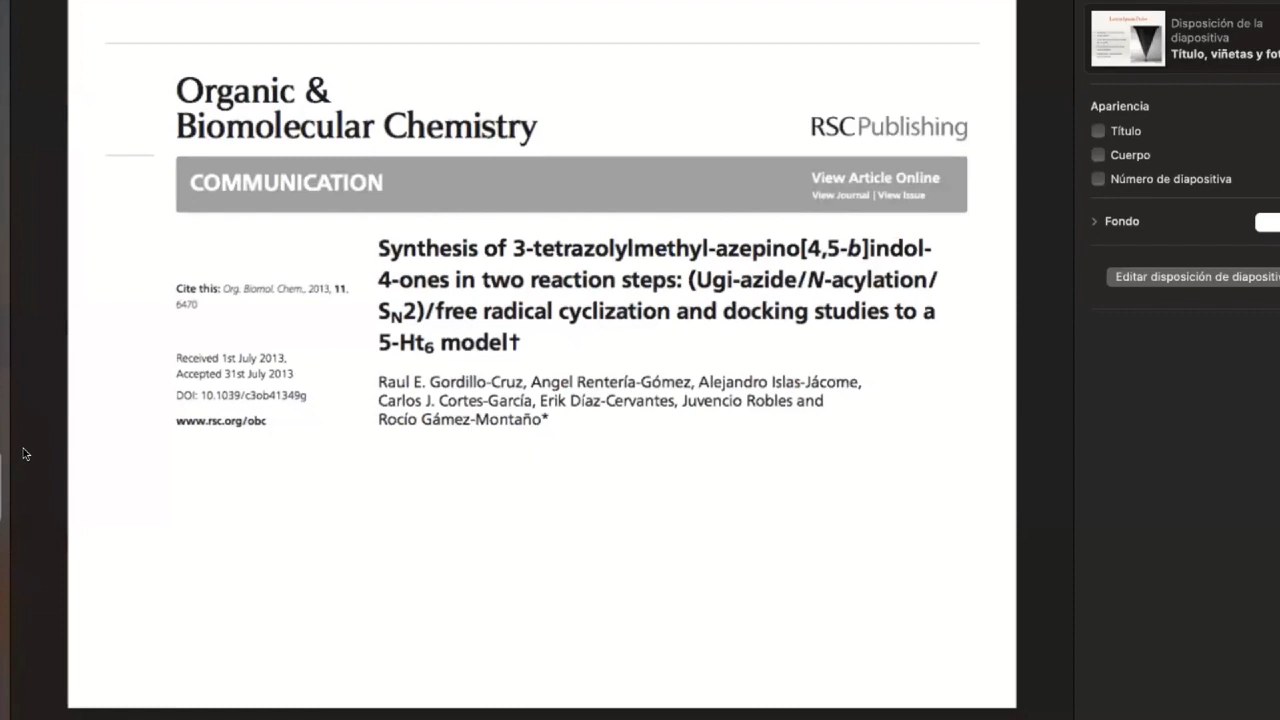 Organic &
Biomolecular Chemistry
RSCPublishing
COMMUNICATION
View Article Online
View Journal | View Issue
Synthesis of 3-tetrazolylmethyl-azepino[4,5-b]indol-
4-ones in two reaction steps: (Ugi-azide/N-acylation/
SN2)/free radical cyclization and docking studies to a
5-Ht6 model†
Cite this: Org. Biomol. Chem., 2013, 11,
6470
Received 1st July 2013,
Accepted 31st July 2013
DOI: 10.1039/c3ob41349g
www.rsc.org/obc
Raul E. Gordillo-Cruz, Angel Rentería-Gómez, Alejandro Islas-Jácome,
Carlos J. Cortes-García, Erik Díaz-Cervantes, Juvencio Robles and
Rocío Gámez-Montaño*
Disposición de la
diapositiva
Título, viñetas y fot
Apariencia
Título
Cuerpo
Número de diapositiva
Fondo
Editar disposición de diapositi